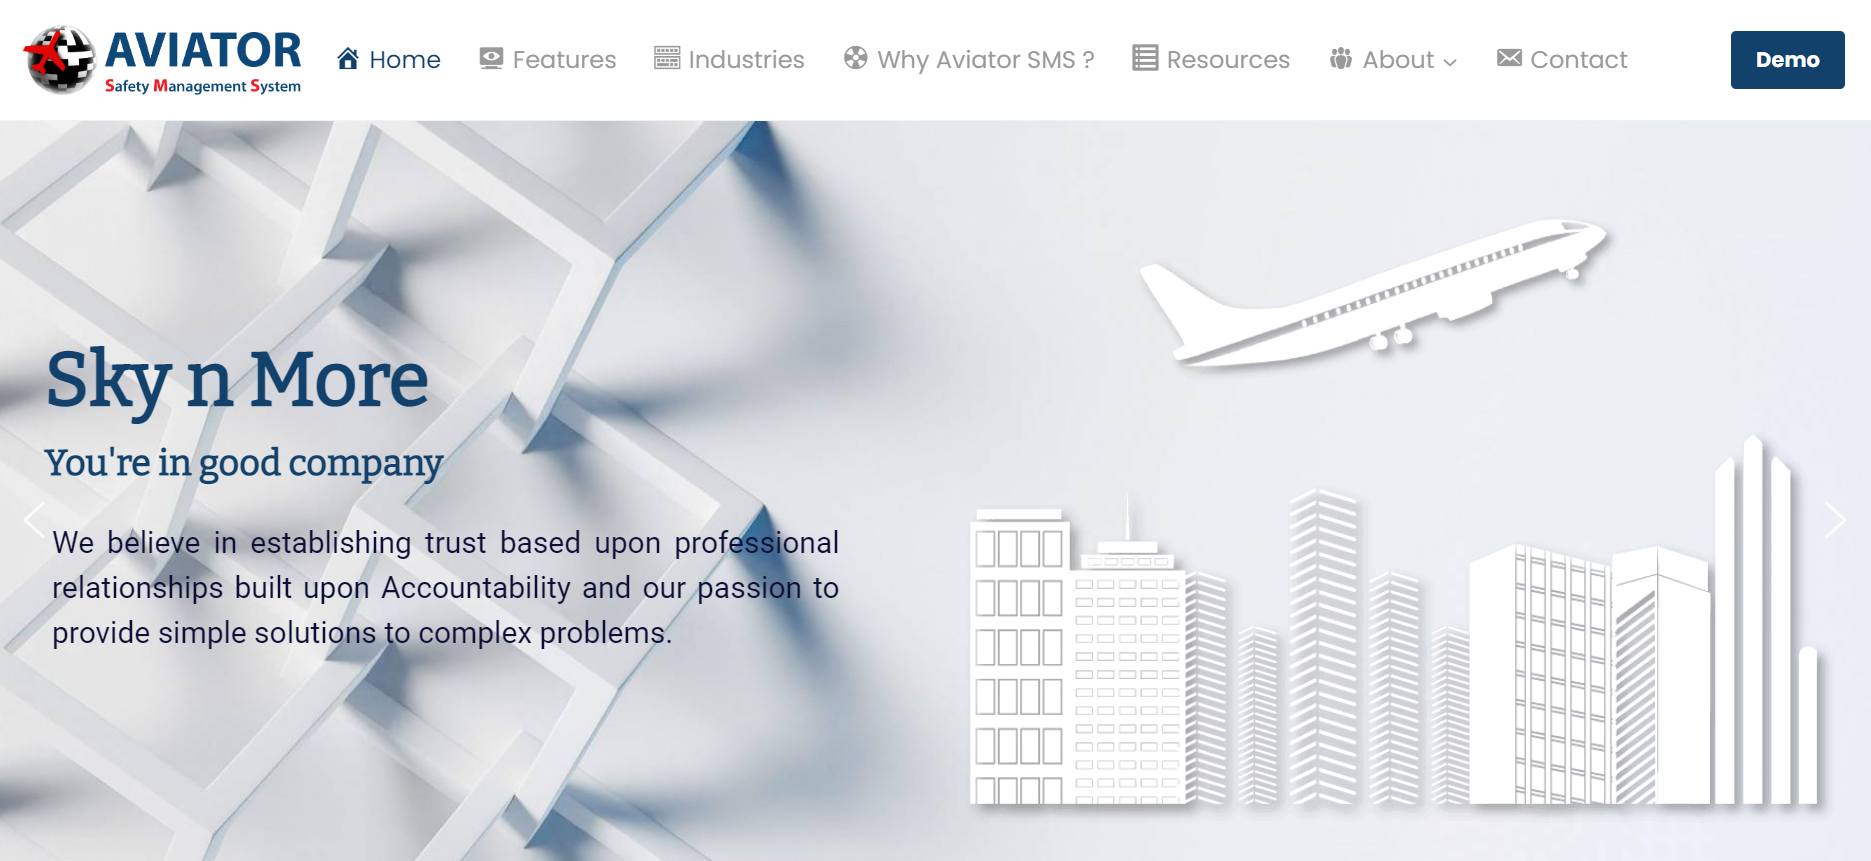 AVIATOR
Safety Management System
Home
Features
Industries
Why Aviator SMS ?
Resources
About
Contact
Demo
Sky n More
You're in good company
We believe in establishing trust based upon professional
relationships built upon Accountability and our passion to
provide simple solutions to complex problems.